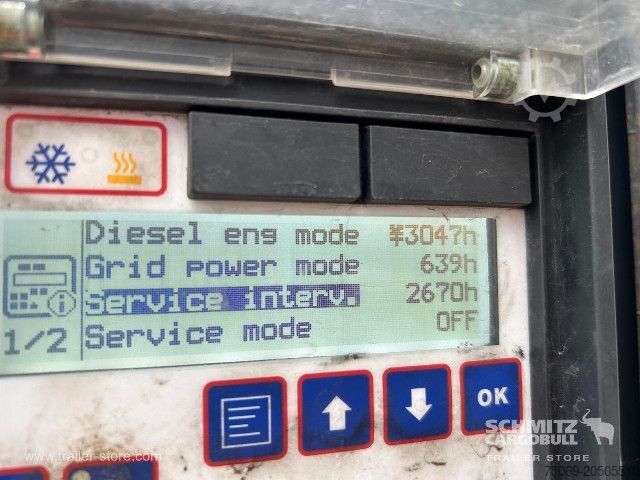 Diesel eng mode ¥3047h
Grid power mode 639h
Service interv. 2670h
1/2 Service mode OFF
OK
SCHMITZ
CARGOBULL
TRAILER STORE
www.trailer-store.com